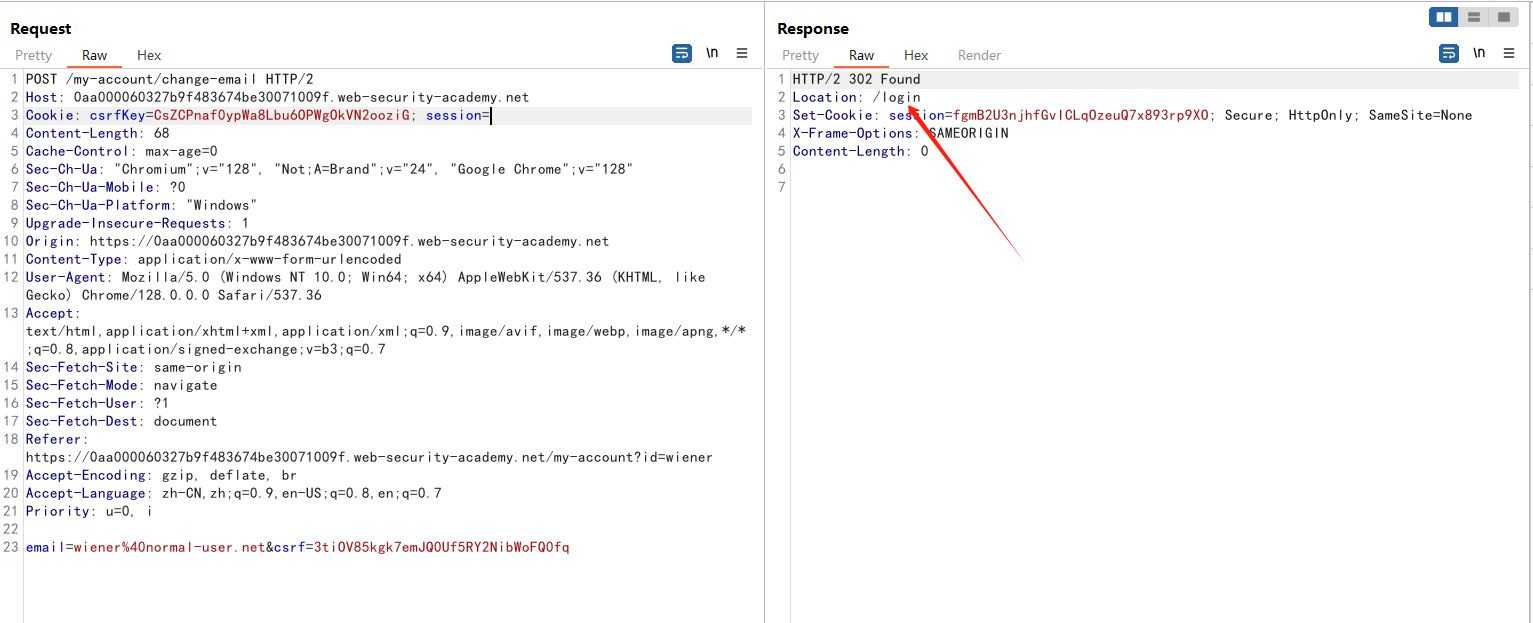 Request
Pretty Raw Hex
\n
1 POST /my-account/change-email HTTP/2
2 Host: 0aa000060327b9f483674be30071009f.web-security-academy.net
3 Cookie: csrfKey=CsZCPnafOypWa8Lbu6OPWgOkVN2ooziG; session=
4 Content-Length: 68
5 Cache-Control: max-age=0
6 Sec-Ch-Ua: "Chromium";v="128", "Not;A=Brand";v="24", "Google Chrome";v="128"
7 Sec-Ch-Ua-Mobile: ?0
8 Sec-Ch-Ua-Platform: "Windows"
9 Upgrade-Insecure-Requests: 1
10 Origin: https://0aa000060327b9f483674be30071009f.web-security-academy.net
11 Content-Type: application/x-www-form-urlencoded
12 User-Agent: Mozilla/5.0 (Windows NT 10.0; Win64; x64) AppleWebKit/537.36 (KHTML, like
Gecko) Chrome/128.0.0.0 Safari/537.36
13 Accept:
text/html,application/xhtml+xml,application/xml;q=0.9,image/avif,image/webp,image/apng,*/*
;q=0.8,application/signed-exchange;v=b3;q=0.7
14 Sec-Fetch-Site: same-origin
15 Sec-Fetch-Mode: navigate
16 Sec-Fetch-User: ?1
17 Sec-Fetch-Dest: document
18 Referer:
https://0aa000060327b9f483674be30071009f.web-security-academy.net/my-account?id=wiener
19 Accept-Encoding: gzip, deflate, br
20 Accept-Language: zh-CN,zh;q=0.9,en-US;q=0.8,en;q=0.7
21 Priority: u=0, i
22
23 email=wiener%40normal-user.net&csrf=3tiOV85kgk7emJQOUf5RY2NibWoFQOfq
Response
Pretty Raw Hex Render
\n
1 HTTP/2 302 Found
2 Location: /login
3 Set-Cookie: session=fgmB2U3njhfGvlCLqOzeuQ7x893rp9XO; Secure; HttpOnly; SameSite=None
4 X-Frame-Options: SAMEORIGIN
5 Content-Length: 0
6
7